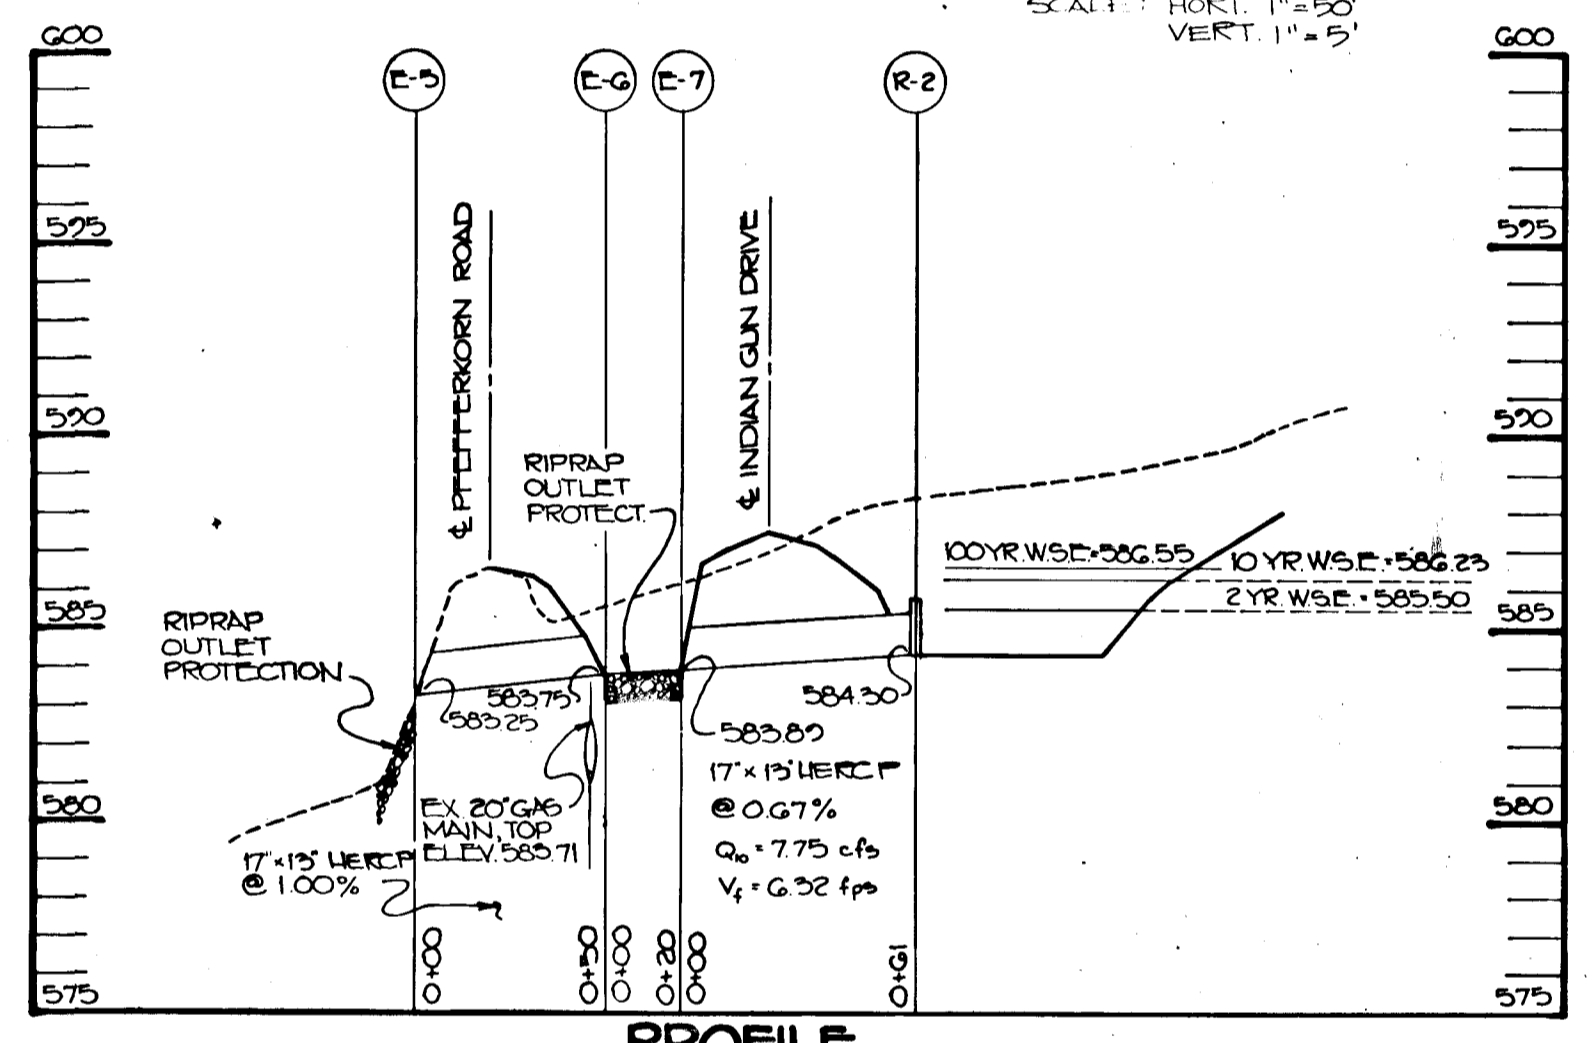 SCALE: HORT. 1"=50'
VERT. 1"=5'
600
600
E-5
E-6
E-7
R-2
595
595
℄ PFEFFERKORN ROAD
℄ INDIAN GUN DRIVE
590
590
RIPRAP
OUTLET
PROTECT.
100YR.W.S.E.=586.55
10 YR.W.S.E.=586.23
2 YR. W.S.E.=585.50
585
585
RIPRAP
OUTLET
PROTECTION
583.75
583.25
584.30
583.89
17"x13" HERCP
@ 0.67%
Q10 = 7.75 cfs
Vf = 6.32 fps
580
580
EX. 20" GAS
MAIN, TOP
ELEV. 583.71
17"x13" HERCP
@ 1.00%
0+00
0+50
0+00
0+20
0+00
0+61
575
575
PROFILE